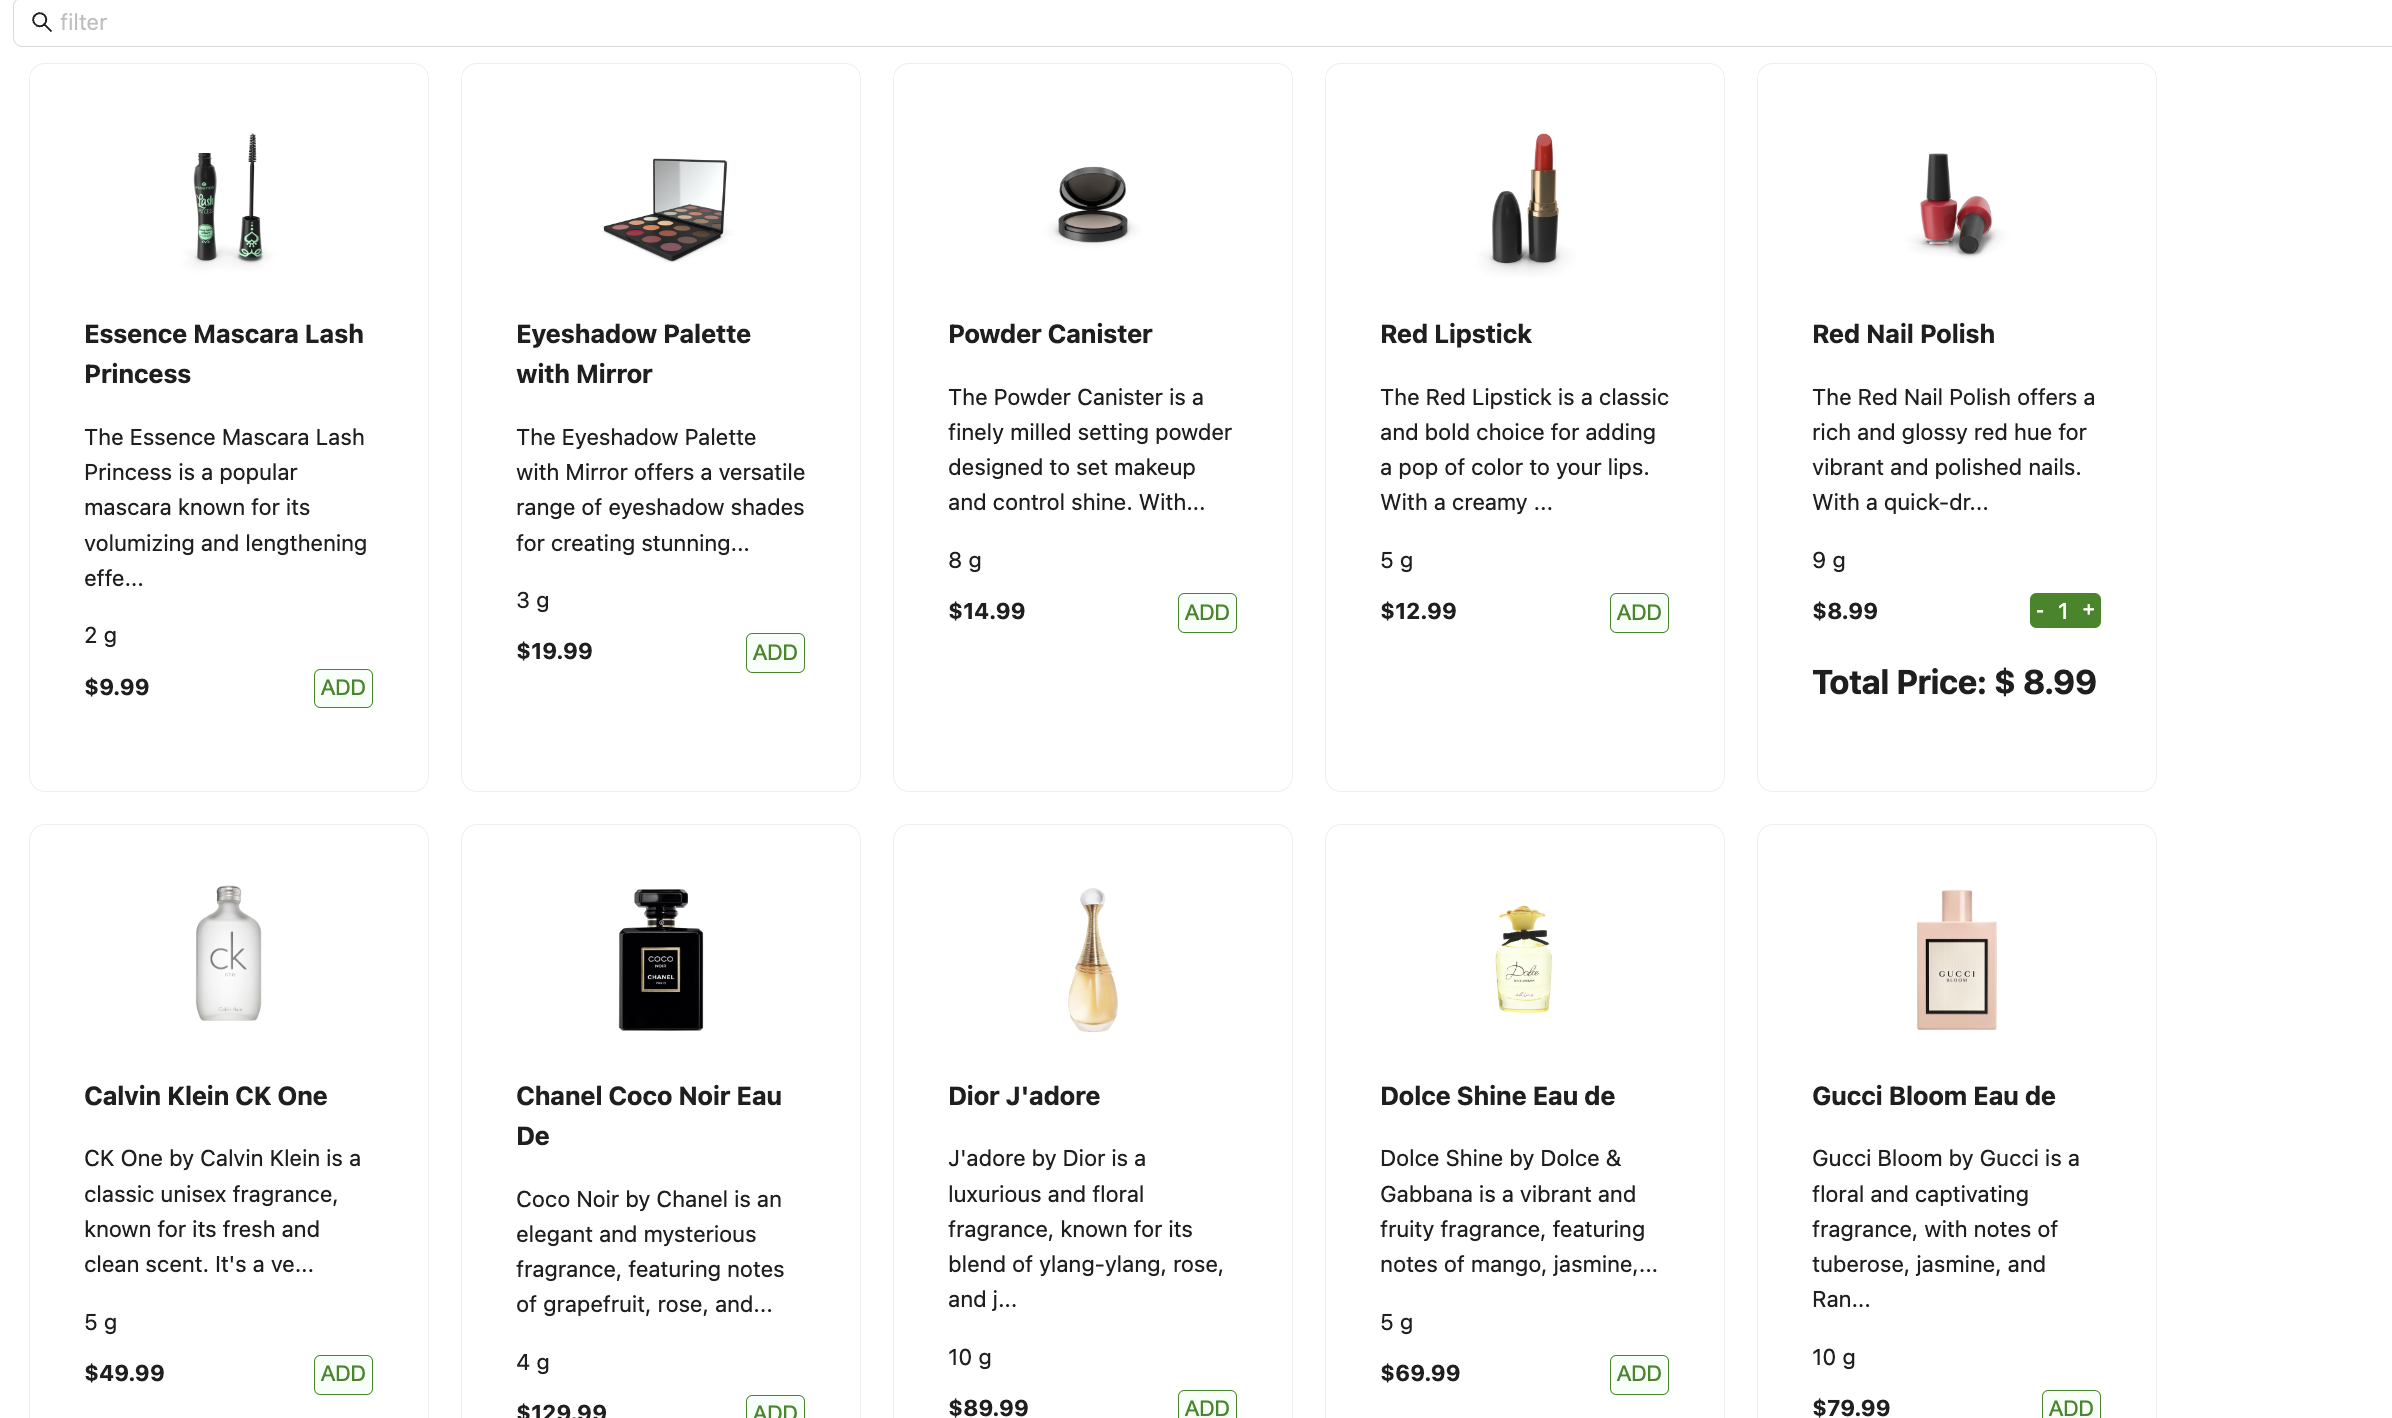 filter
Essence Mascara Lash
Princess
The Essence Mascara Lash
Princess is a popular
mascara known for its
volumizing and lengthening
effe...
2 g
$9.99
ADD
Eyeshadow Palette
with Mirror
The Eyeshadow Palette
with Mirror offers a versatile
range of eyeshadow shades
for creating stunning...
3 g
$19.99
ADD
Powder Canister
The Powder Canister is a
finely milled setting powder
designed to set makeup
and control shine. With...
8 g
$14.99
ADD
Red Lipstick
The Red Lipstick is a classic
and bold choice for adding
a pop of color to your lips.
With a creamy ...
5 g
$12.99
ADD
Red Nail Polish
The Red Nail Polish offers a
rich and glossy red hue for
vibrant and polished nails.
With a quick-dr...
9 g
$8.99
- 1 +
Total Price: $ 8.99
ck
one
Calvin Klein CK One
CK One by Calvin Klein is a
classic unisex fragrance,
known for its fresh and
clean scent. It's a ve...
5 g
$49.99
ADD
COCO
NOIR
CHANEL
PARIS
Chanel Coco Noir Eau
De
Coco Noir by Chanel is an
elegant and mysterious
fragrance, featuring notes
of grapefruit, rose, and...
4 g
$129.99
ADD
Dior J'adore
J'adore by Dior is a
luxurious and floral
fragrance, known for its
blend of ylang-ylang, rose,
and j...
10 g
$89.99
ADD
Dolce
Dolce Shine Eau de
Dolce Shine by Dolce &
Gabbana is a vibrant and
fruity fragrance, featuring
notes of mango, jasmine,...
5 g
$69.99
ADD
GUCCI
BLOOM
Gucci Bloom Eau de
Gucci Bloom by Gucci is a
floral and captivating
fragrance, with notes of
tuberose, jasmine, and
Ran...
10 g
$79.99
ADD